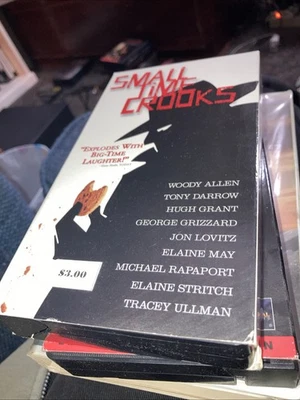 SMALL
TIME
CROOKS
"EXPLODES WITH
BIG-TIME
LAUGHTER!"
WOODY ALLEN
TONY DARROW
HUGH GRANT
GEORGE GRIZZARD
JON LOVITZ
ELAINE MAY
MICHAEL RAPAPORT
ELAINE STRITCH
TRACEY ULLMAN
$3.00